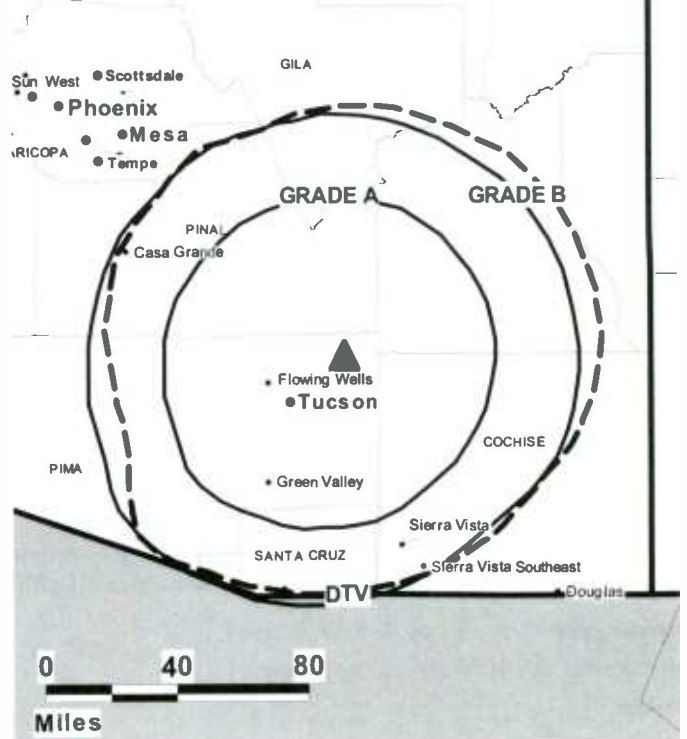 GILA
Scottsdale
Sun West
Phoenix
Mesa
ARICOPA
Tempe
GRADE A
GRADE B
PINAL
Casa Grande
Flowing Wells
Tucson
COCHISE
PIMA
Green Valley
Sierra Vista
SANTA CRUZ
Sierra Vista Southeast
DTV
Douglas
0 40 80
Miles